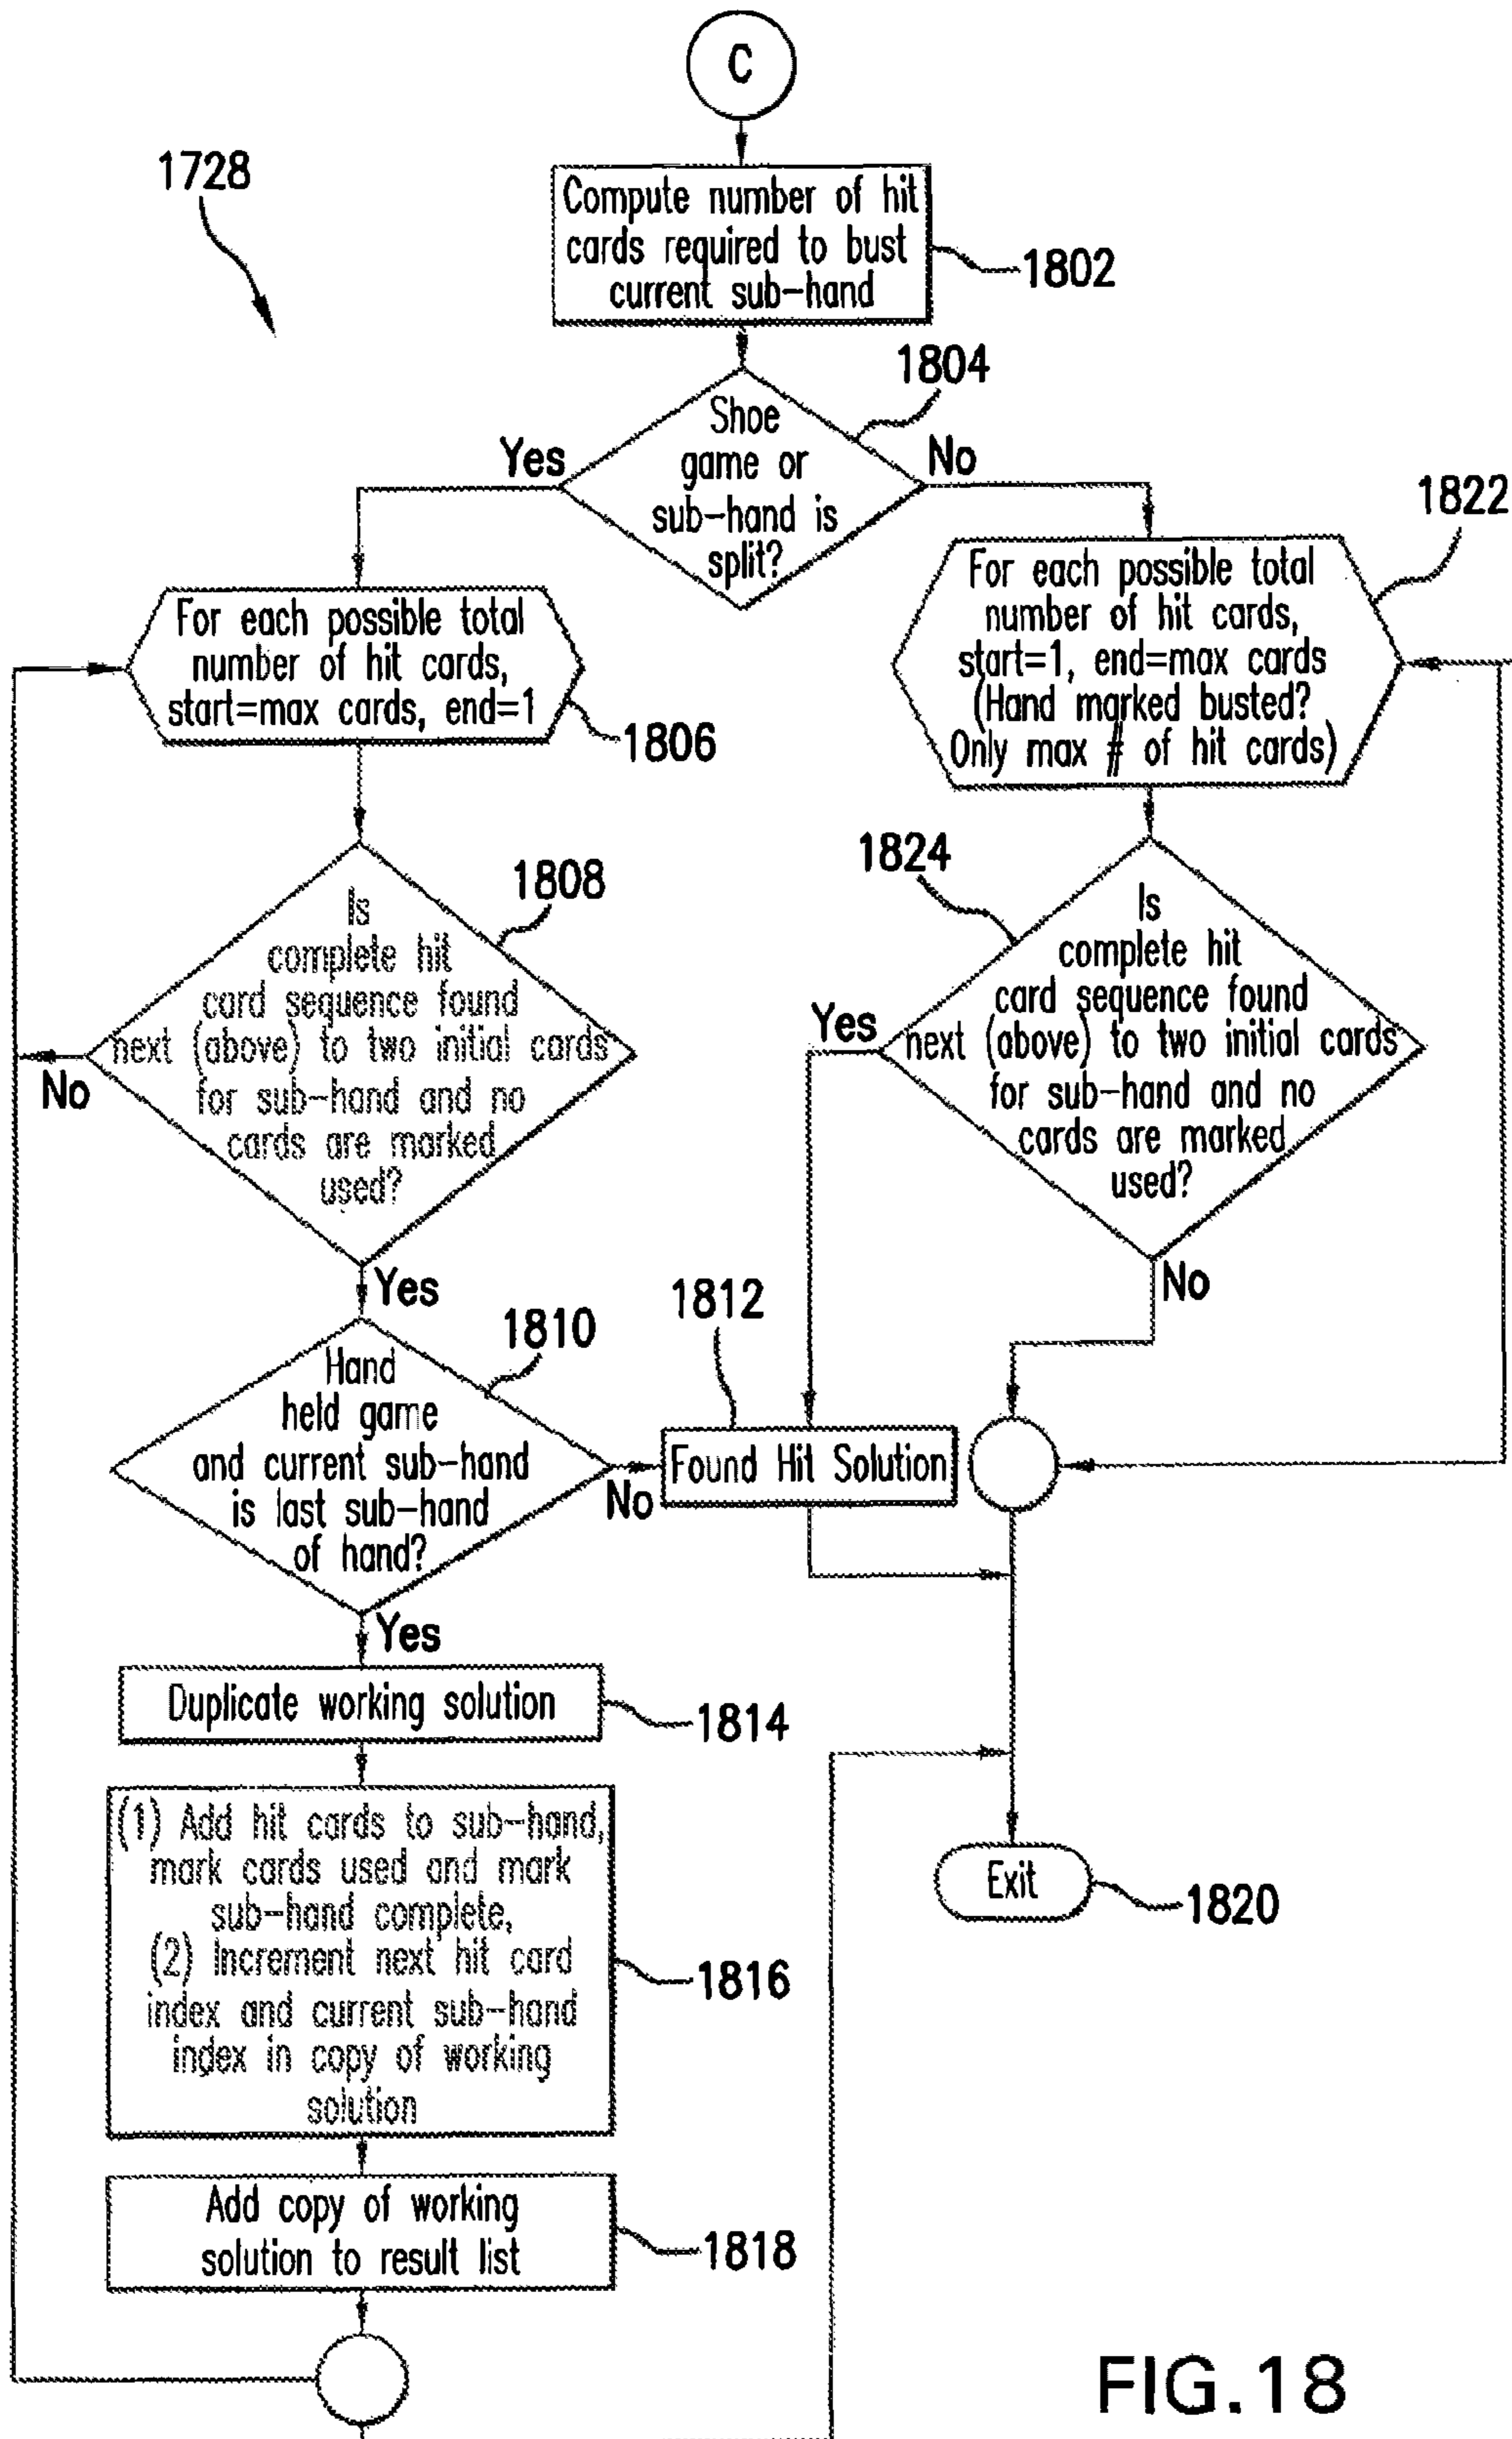 C
1728
Compute number of hit
cards required to bust
current sub-hand
1802
1804
Shoe
game or
sub-hand is
split?
Yes
No
1822
For each possible total
number of hit cards,
start=max cards, end=1
1806
For each possible total
number of hit cards,
start=1, end=max cards
(Hand marked busted?
Only max # of hit cards)
1808
Is
complete hit
card sequence found
next (above) to two initial cards
for sub-hand and no
cards are marked
used?
No
Yes
1824
Is
complete hit
card sequence found
next (above) to two initial cards
for sub-hand and no
cards are marked
used?
Yes
No
1810
Hand
held game
and current sub-hand
is last sub-hand
of hand?
No
Yes
1812
Found Hit Solution
Duplicate working solution
1814
(1) Add hit cards to sub-hand,
mark cards used and mark
sub-hand complete,
(2) Increment next hit card
index and current sub-hand
index in copy of working
solution
1816
Exit
1820
Add copy of working
solution to result list
1818
FIG.18